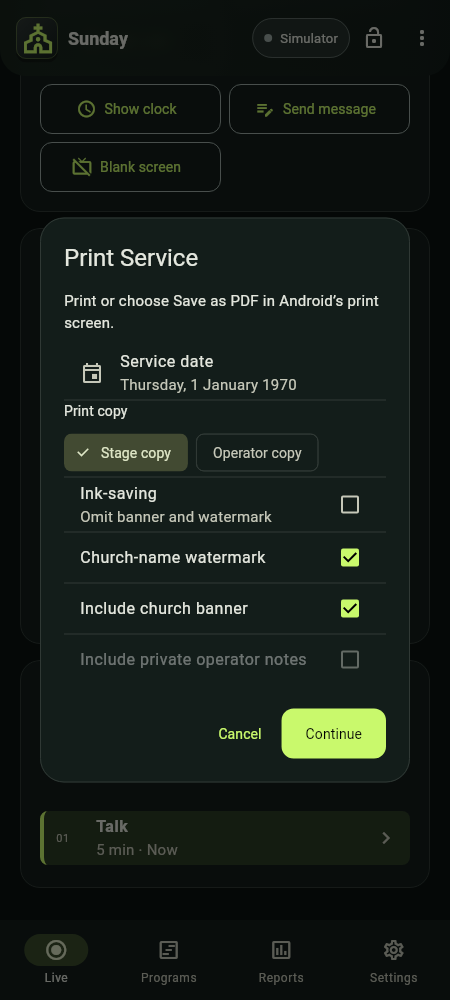 Sunday
Simulator
Show clock
Send message
Blank screen
Print Service
Print or choose Save as PDF in Android's print
screen.
Service date
Thursday, 1 January 1970
Print copy
Stage copy
Operator copy
Ink-saving
Omit banner and watermark
Church-name watermark
Include church banner
Include private operator notes
Cancel
Continue
01
Talk
5 min · Now
Live
Programs
Reports
Settings